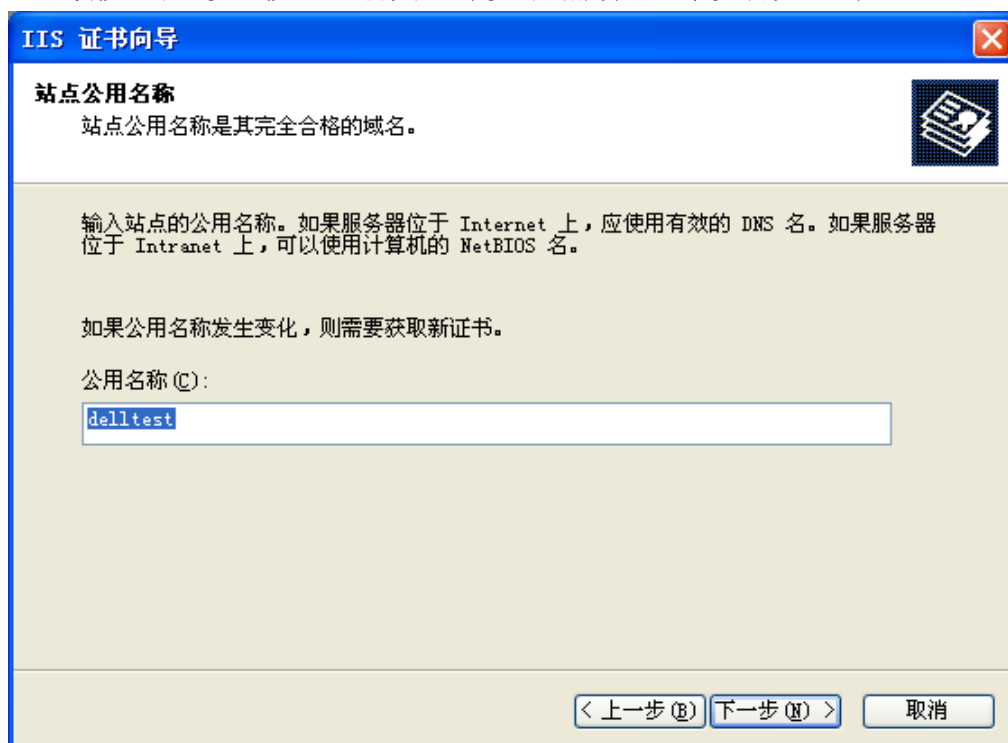 IIS 证书向导
站点公用名称
站点公用名称是其完全合格的域名。
输入站点的公用名称。如果服务器位于 Internet 上，应使用有效的 DNS 名。如果服务器
位于 Intranet 上，可以使用计算机的 NetBIOS 名。
如果公用名称发生变化，则需要获取新证书。
公用名称(C):
delltest
< 上一步(B) 下一步(N) > 取消